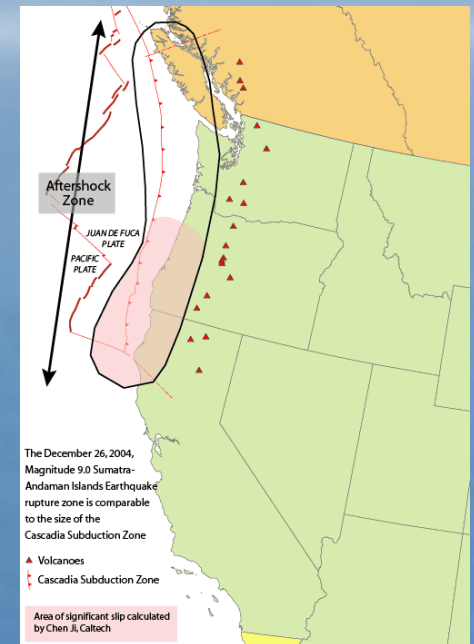 Aftershock
Zone
JUAN DE FUCA
PLATE
PACIFIC
PLATE
The December 26, 2004,
Magnitude 9.0 Sumatra-
Andaman Islands Earthquake
rupture zone is comparable
to the size of the
Cascadia Subduction Zone
Volcanoes
Cascadia Subduction Zone
Area of significant slip calculated
by Chen Ji, Caltech